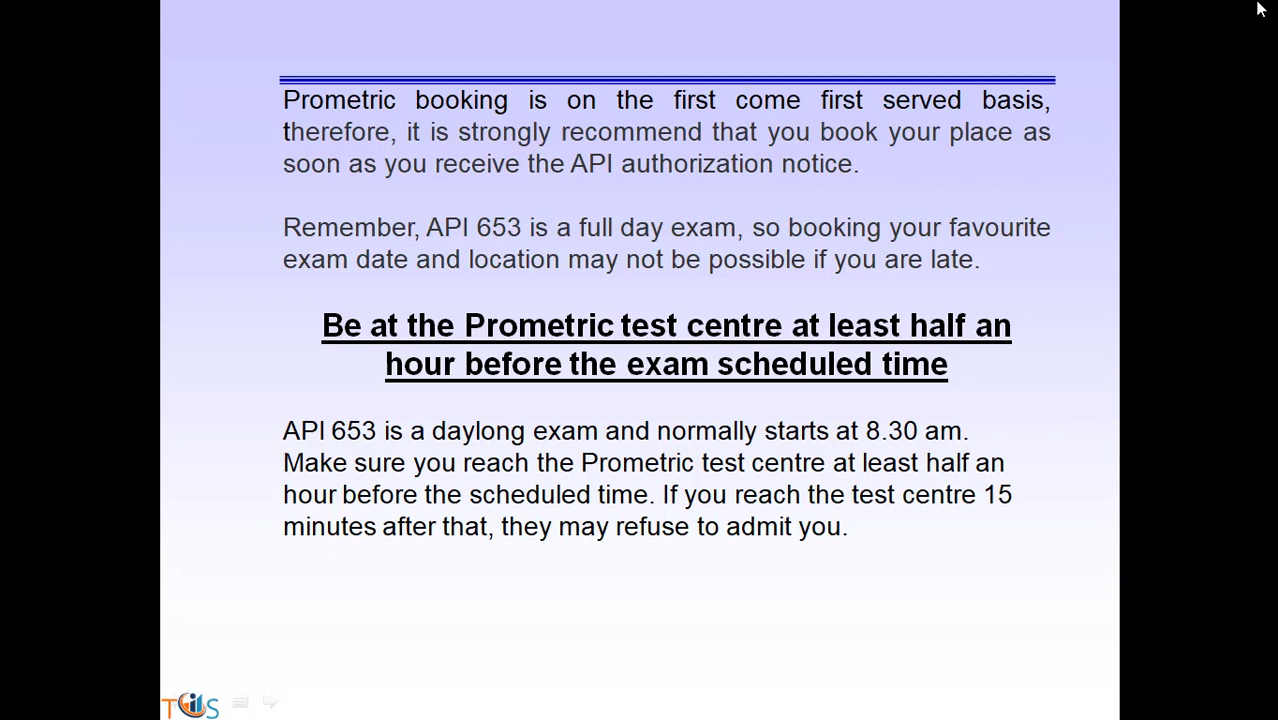 Prometric booking is on the first come first served basis,
therefore, it is strongly recommend that you book your place as
soon as you receive the API authorization notice.
Remember, API 653 is a full day exam, so booking your favourite
exam date and location may not be possible if you are late.
Be at the Prometric test centre at least half an
hour before the exam scheduled time
API 653 is a daylong exam and normally starts at 8.30 am.
Make sure you reach the Prometric test centre at least half an
hour before the scheduled time. If you reach the test centre 15
minutes after that, they may refuse to admit you.